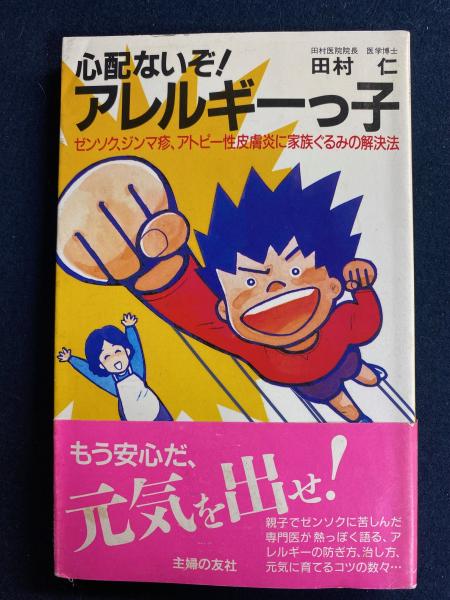 心配ないぞ!
アレルギーっ子
田村医院院長 医学博士
田村 仁
ゼンソク、ジンマ疹、アトピー性皮膚炎に家族ぐるみの解決法
もう安心だ、
元気を出せ!
親子でゼンソクに苦しんだ
専門医が熱っぽく語る、ア
レルギーの防ぎ方、治し方、
元気に育てるコツの数々…
主婦の友社